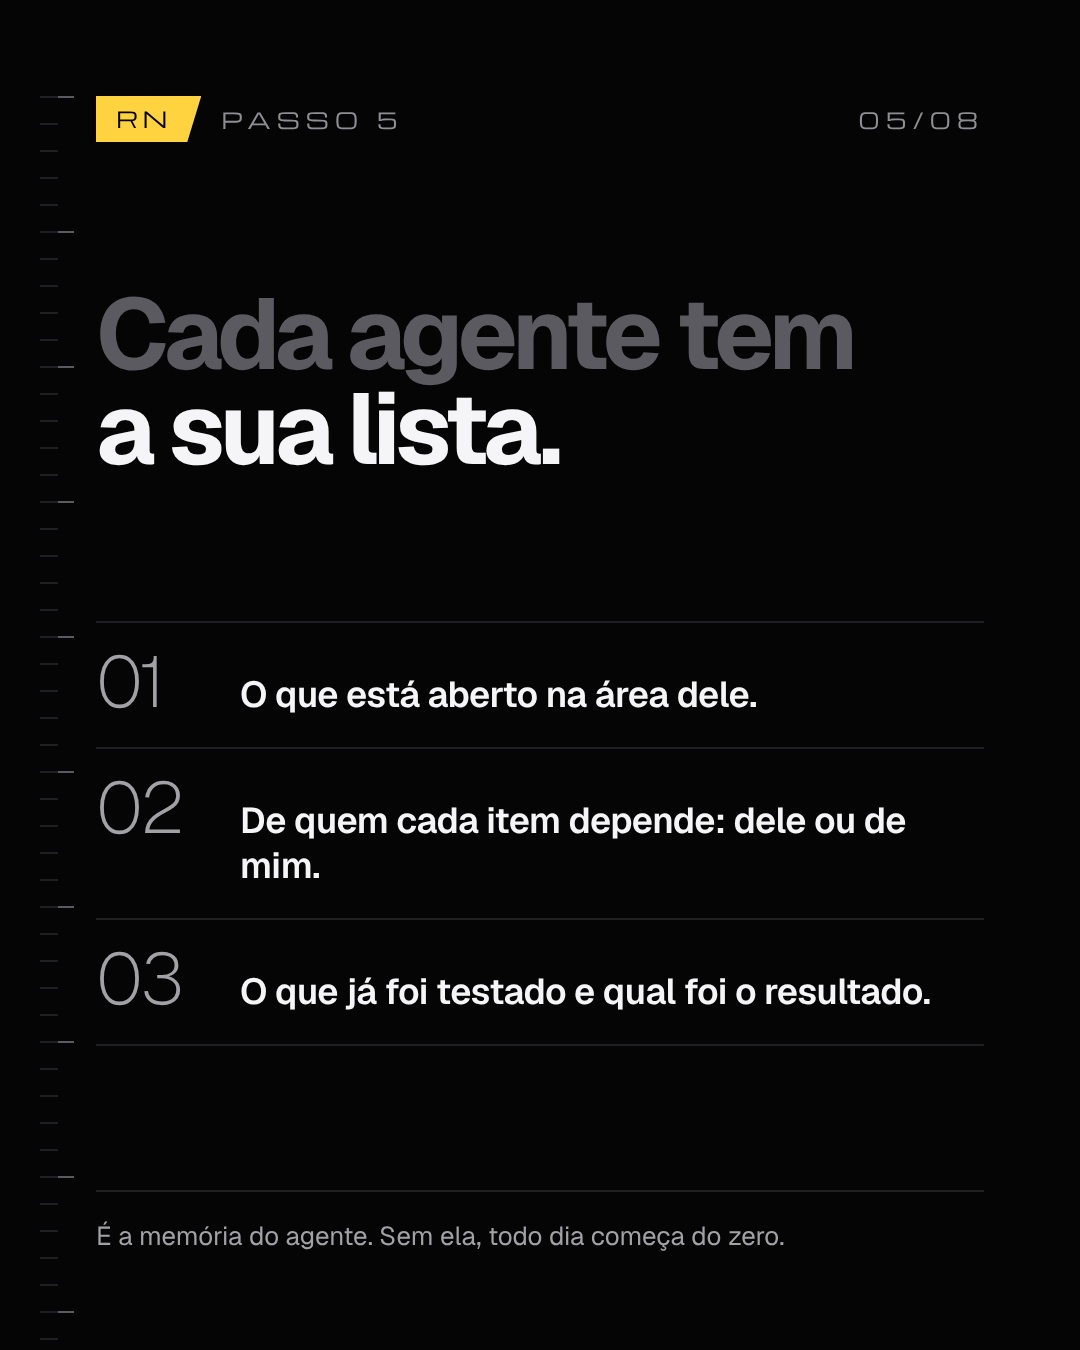 RN PASSO 5 05/08
Cada agente tem
a sua lista.
01 O que está aberto na área dele.
02 De quem cada item depende: dele ou de
mim.
03 O que já foi testado e qual foi o resultado.
É a memória do agente. Sem ela, todo dia começa do zero.